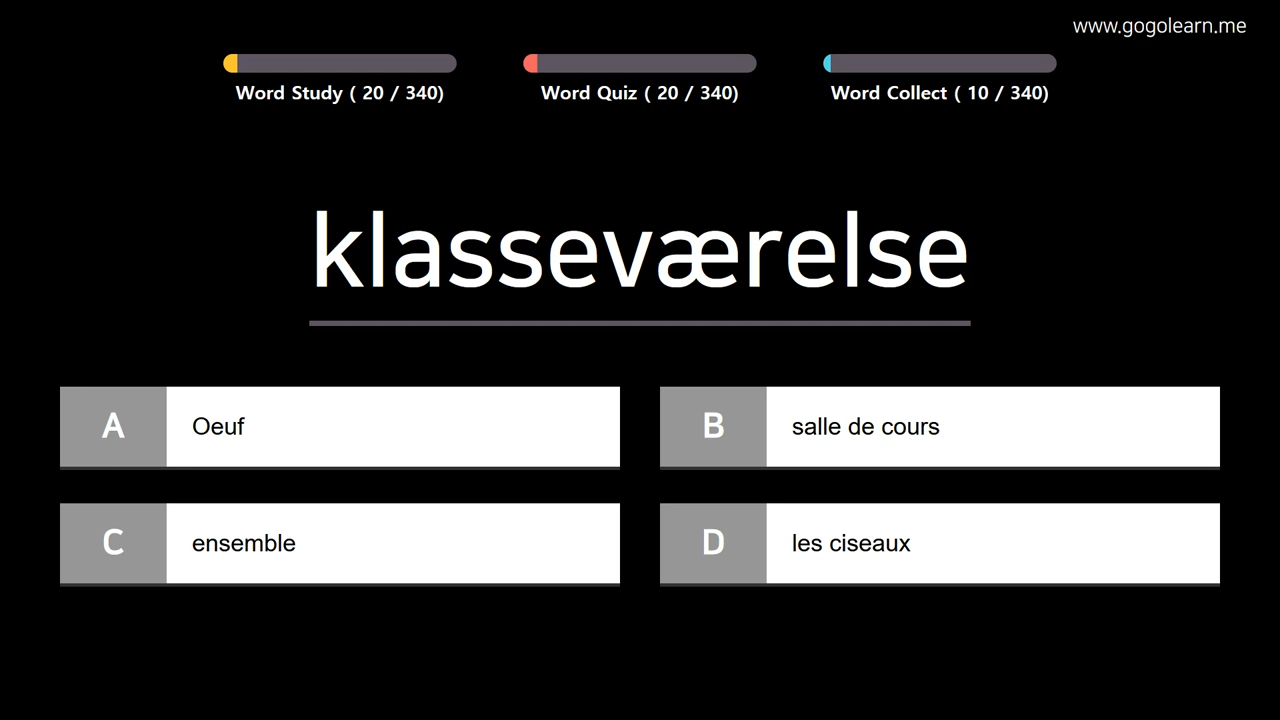 www.gogolearn.me
Word Study ( 20 / 340)
Word Quiz ( 20 / 340)
Word Collect ( 10 / 340)
klasseværelse
A Oeuf
B salle de cours
C ensemble
D les ciseaux